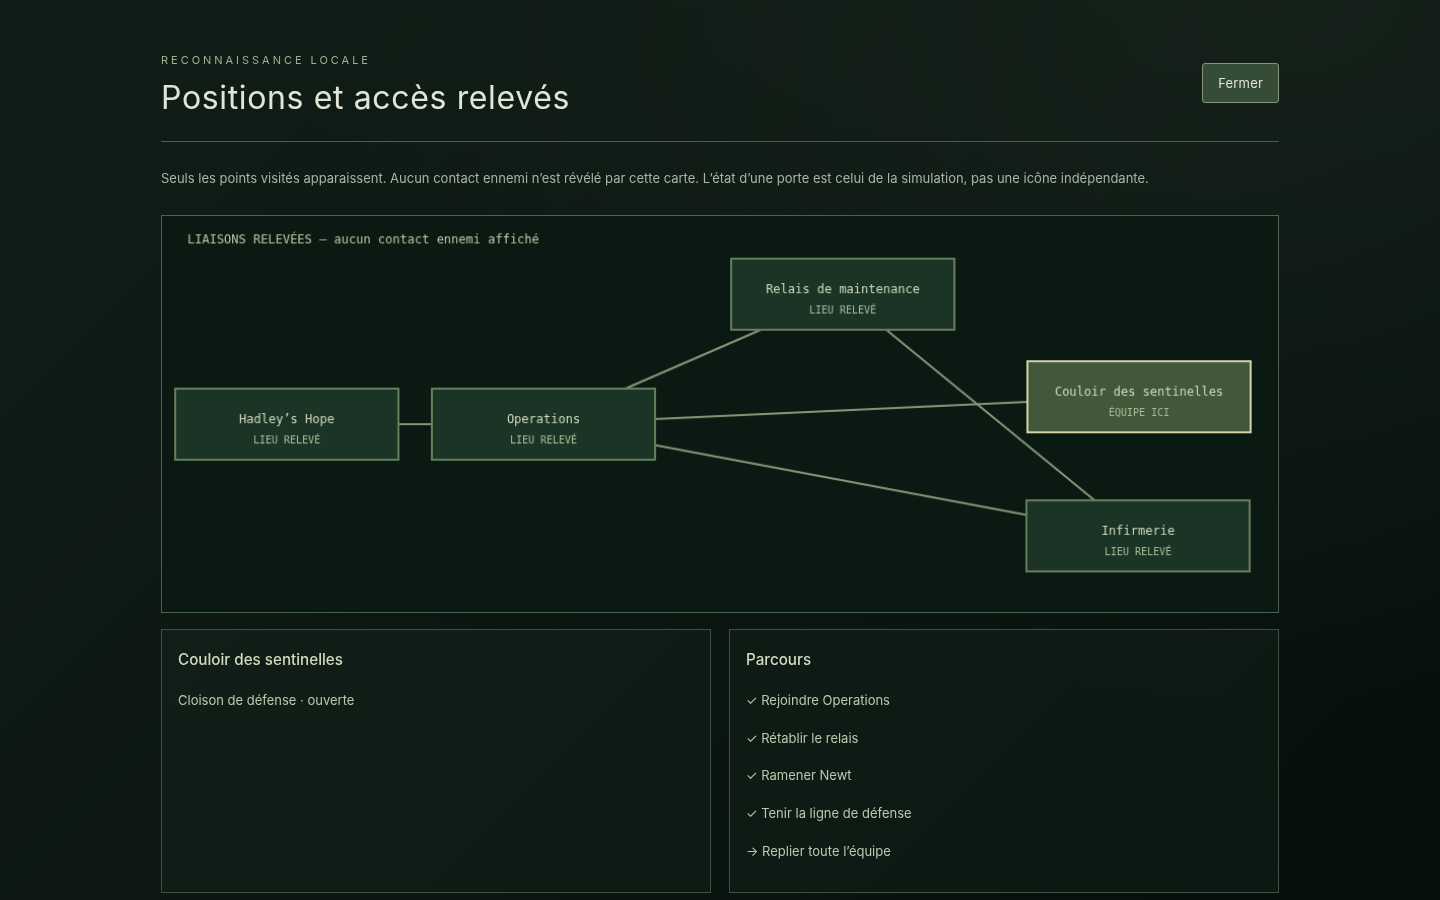 RECONNAISSANCE LOCALE
Positions et accès relevés
Fermer
Seuls les points visités apparaissent. Aucun contact ennemi n’est révélé par cette carte. L’état d’une porte est celui de la simulation, pas une icône indépendante.
LIAISONS RELEVÉES — aucun contact ennemi affiché
Relais de maintenance
LIEU RELEVÉ
Couloir des sentinelles
ÉQUIPE ICI
Hadley’s Hope
LIEU RELEVÉ
Operations
LIEU RELEVÉ
Infirmerie
LIEU RELEVÉ
Couloir des sentinelles
Cloison de défense · ouverte
Parcours
✓ Rejoindre Operations
✓ Rétablir le relais
✓ Ramener Newt
✓ Tenir la ligne de défense
→ Replier toute l’équipe